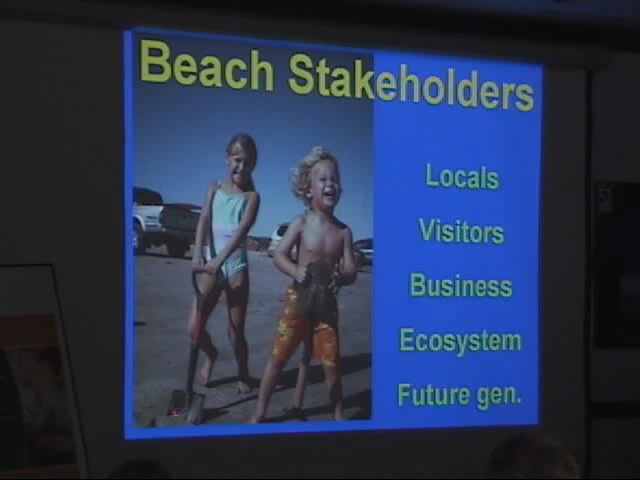 Beach Stakeholders
Locals
Visitors
Business
Ecosystem
Future gen.